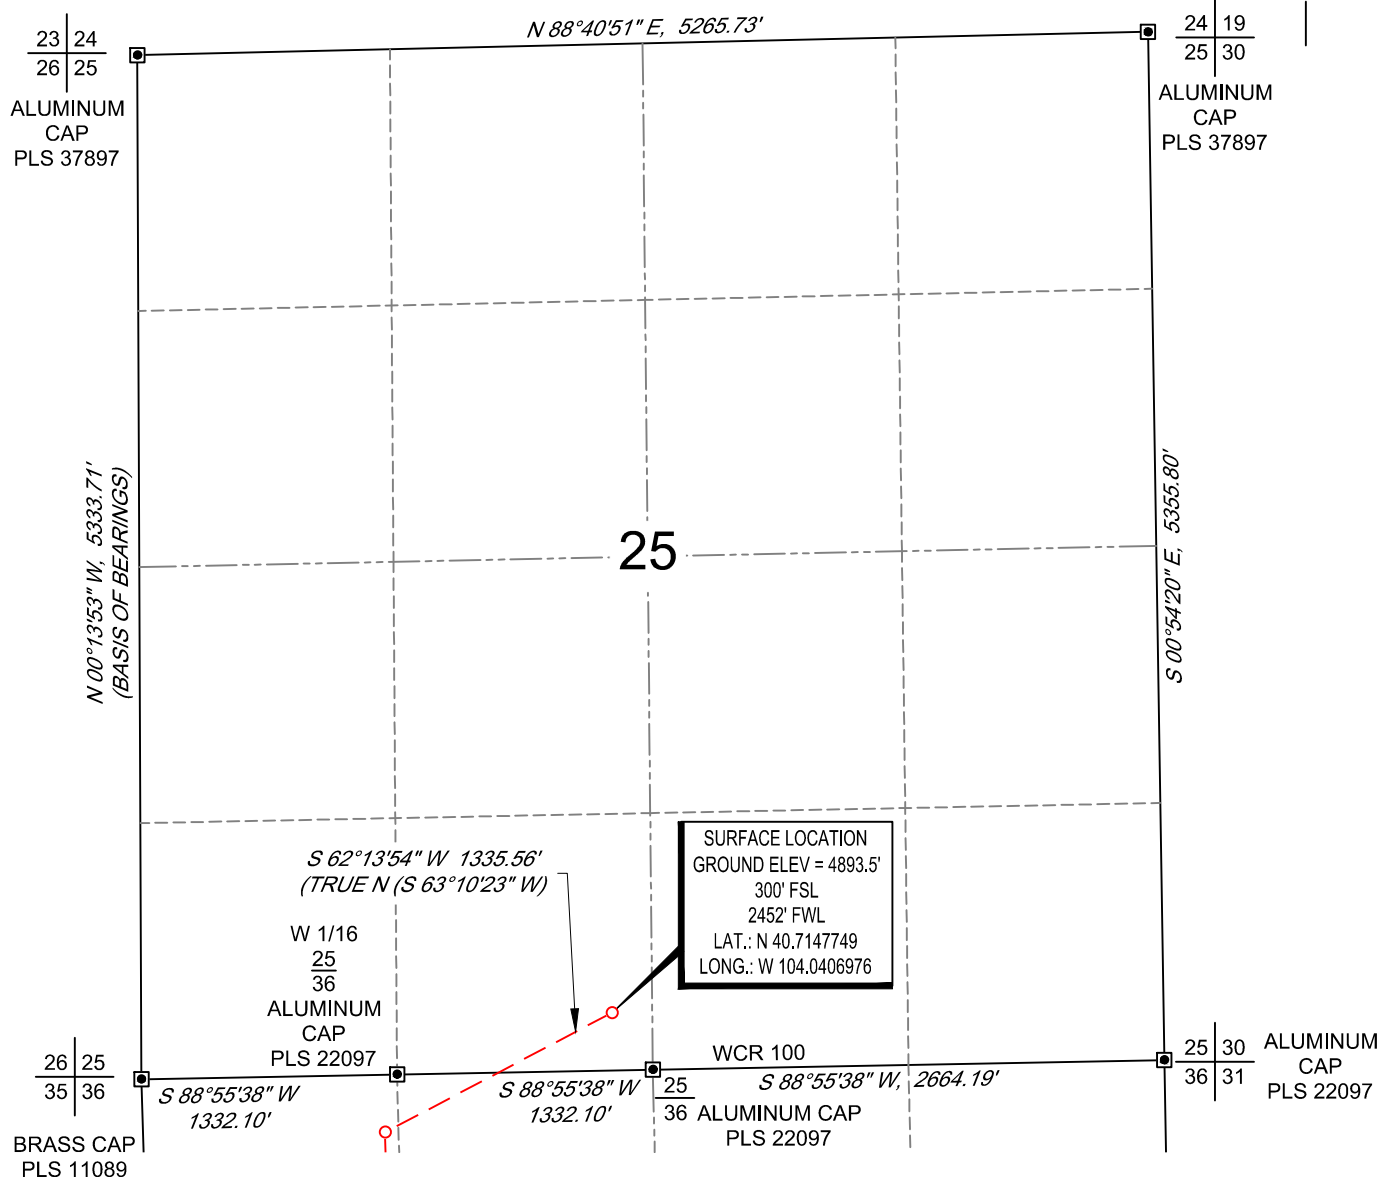 N 88°40'51" E, 5265.73'
23 24
26 25
ALUMINUM
CAP
PLS 37897
24 19
25 30
ALUMINUM
CAP
PLS 37897
N 00°13'53" W, 5333.71'
(BASIS OF BEARINGS)
25
S 00°54'20" E, 5355.80'
S 62°13'54" W 1335.56'
(TRUE N (S 63°10'23" W)
SURFACE LOCATION
GROUND ELEV = 4893.5'
300' FSL
2452' FWL
LAT.: N 40.7147749
LONG.: W 104.0406976
W 1/16
25
36
ALUMINUM
CAP
PLS 22097
26 25
35 36
BRASS CAP
PLS 11089
S 88°55'38" W
1332.10'
S 88°55'38" W
1332.10'
WCR 100
25
36
ALUMINUM CAP
PLS 22097
S 88°55'38" W, 2664.19'
25 30
36 31
ALUMINUM
CAP
PLS 22097